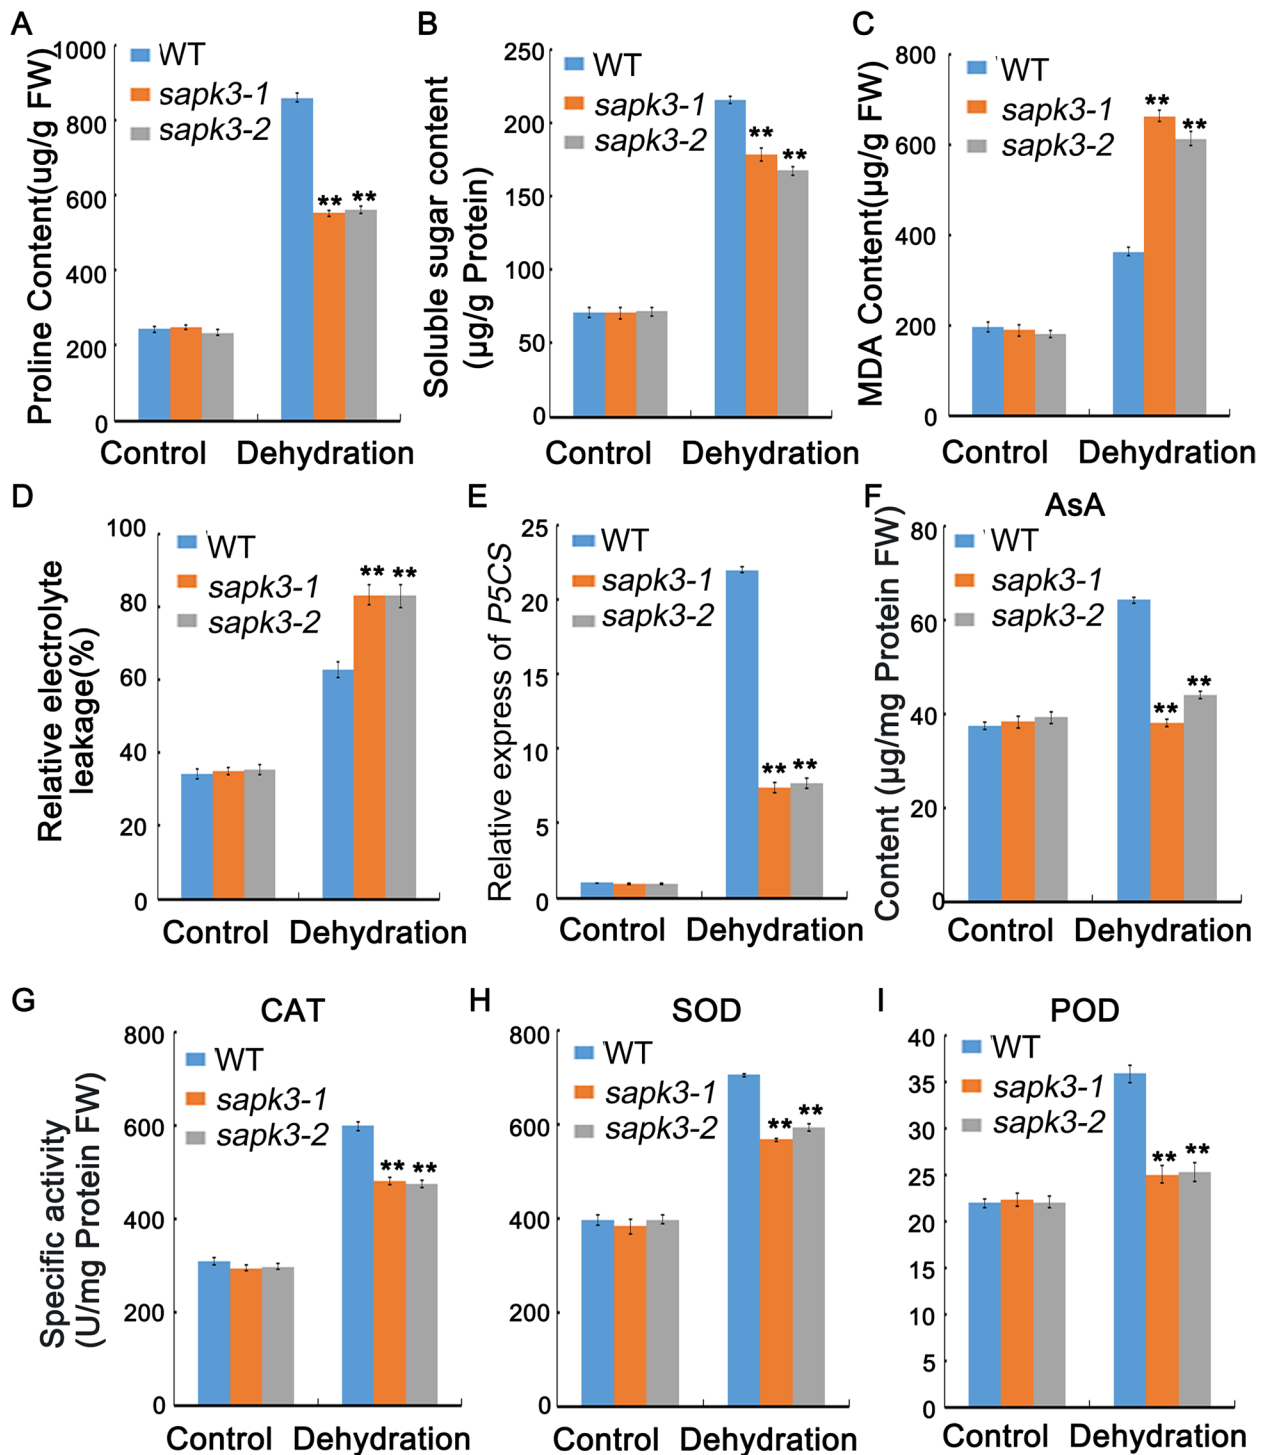 A
Proline Content(ug/g FW)
1000
800
600
400
200
0
WT
sapk3-1
sapk3-2
**
**
Control
Dehydration
B
Soluble sugar content
(µg/g Protein)
250
200
150
100
50
0
WT
sapk3-1
sapk3-2
**
**
Control
Dehydration
C
MDA Content(µg/g FW)
800
600
400
200
0
WT
sapk3-1
sapk3-2
**
**
Control
Dehydration
D
Relative electrolyte
leakage(%)
100
80
60
40
20
0
WT
sapk3-1
sapk3-2
**
**
Control
Dehydration
E
Relative express of P5CS
25
20
15
10
5
0
WT
sapk3-1
sapk3-2
**
**
Control
Dehydration
F
AsA
Content (µg/mg Protein FW)
80
60
40
20
0
WT
sapk3-1
sapk3-2
**
**
Control
Dehydration
G
CAT
Specific activity
(U/mg Protein FW)
800
600
400
200
0
WT
sapk3-1
sapk3-2
**
**
Control
Dehydration
H
SOD
800
600
400
200
0
WT
sapk3-1
sapk3-2
**
**
Control
Dehydration
I
POD
40
35
30
25
20
15
10
5
0
WT
sapk3-1
sapk3-2
**
**
Control
Dehydration